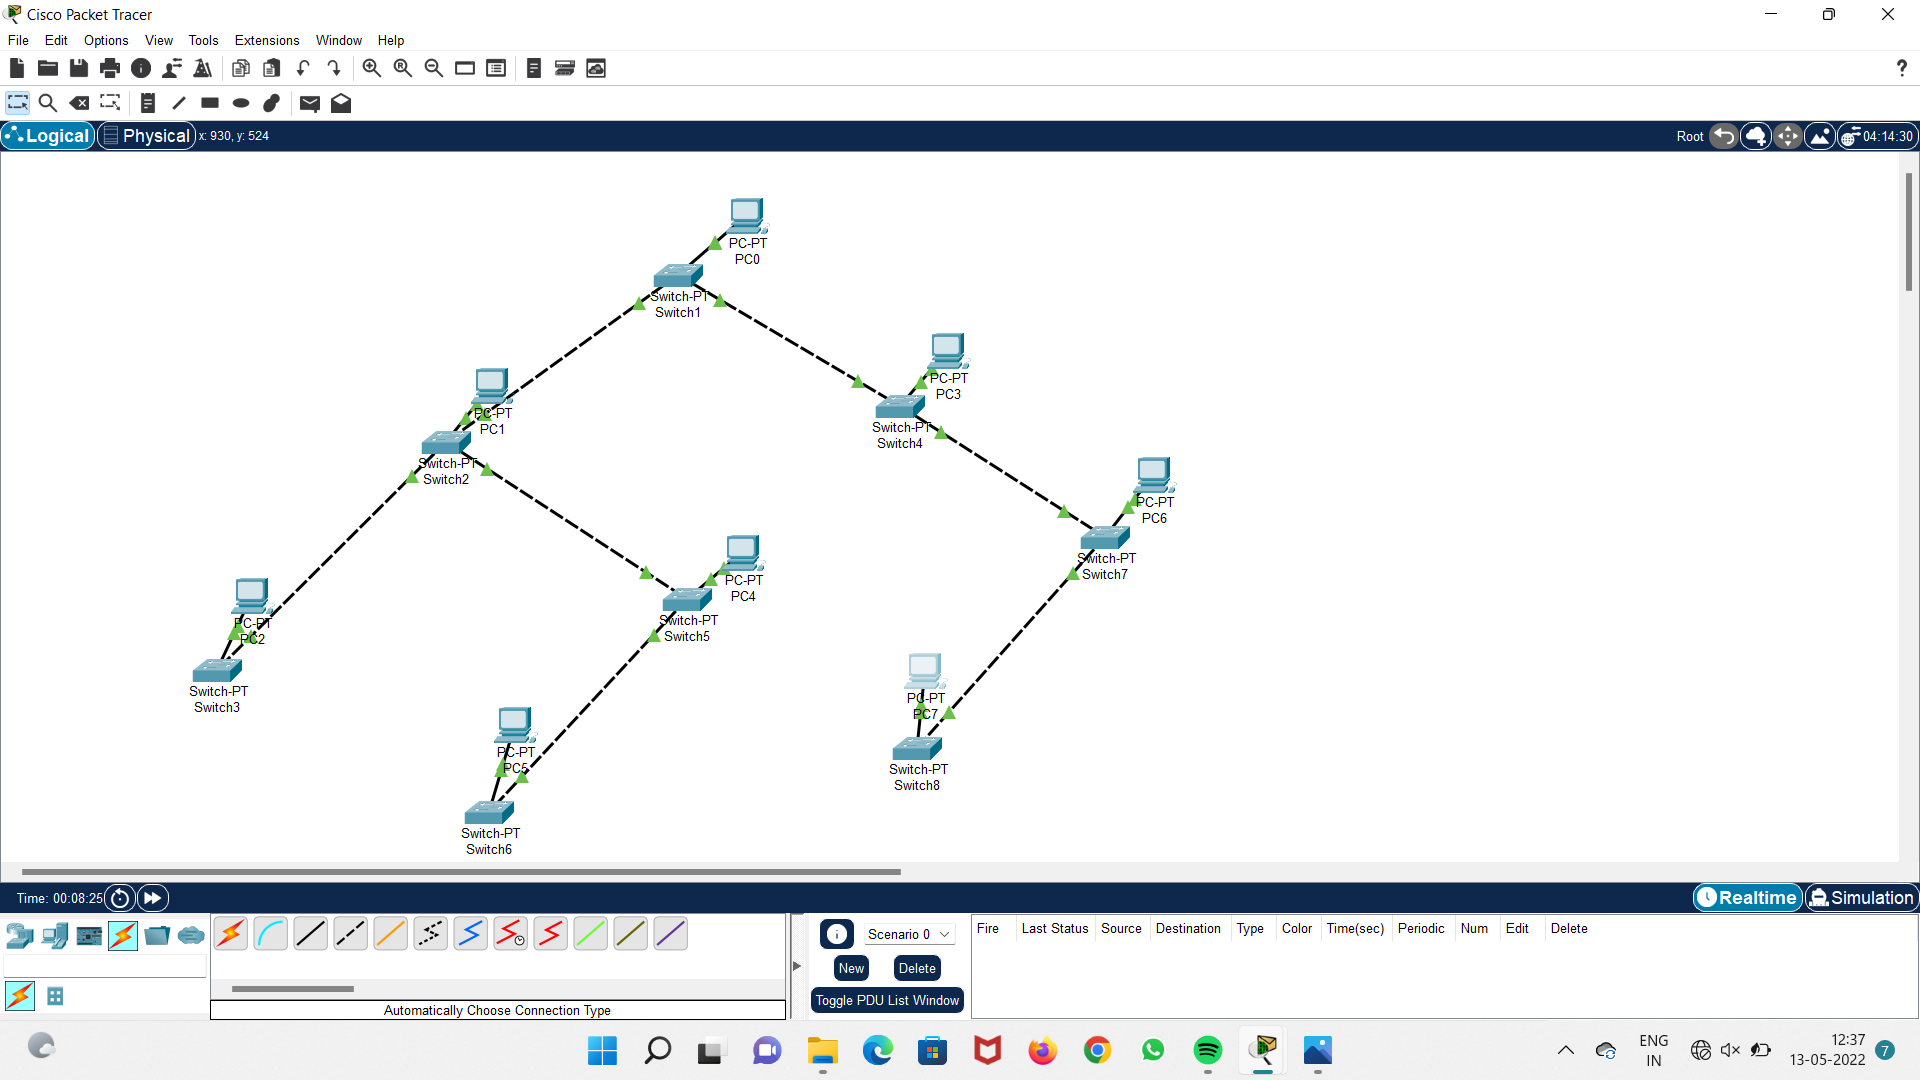 Cisco Packet Tracer
File Edit Options View Tools Extensions Window Help
Logical Physical x: 930, y: 524 Root 04:14:30
PC-PT
PC0
Switch-PT
Switch1
PC-PT
PC3
Switch-PT
Switch4
PC-PT
PC1
Switch-PT
Switch2
PC-PT
PC6
Switch-PT
Switch7
PC-PT
PC4
Switch-PT
Switch5
PC-PT
PC2
Switch-PT
Switch3
PC-PT
PC7
Switch-PT
Switch8
PC-PT
PC5
Switch-PT
Switch6
Time: 00:08:25 Realtime Simulation
Scenario 0
New Delete
Toggle PDU List Window
Fire Last Status Source Destination Type Color Time(sec) Periodic Num Edit Delete
Automatically Choose Connection Type
ENG
IN
12:37
13-05-2022
7